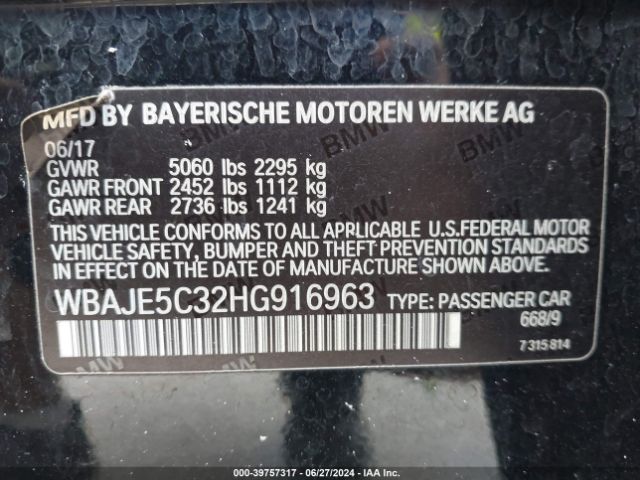 MFD BY BAYERISCHE MOTOREN WERKE AG
06/17
GVWR 5060 lbs 2295 kg
GAWR FRONT 2452 lbs 1112 kg
GAWR REAR 2736 lbs 1241 kg
THIS VEHICLE CONFORMS TO ALL APPLICABLE U.S.FEDERAL MOTOR
VEHICLE SAFETY, BUMPER AND THEFT PREVENTION STANDARDS IN
EFFECT ON THE DATE OF MANUFACTURE SHOWN ABOVE.
WBAJE5C32HG916963 TYPE: PASSENGER CAR
668/9
7 315 814
000-39757317 - 06/27/2024 - IAA Inc.